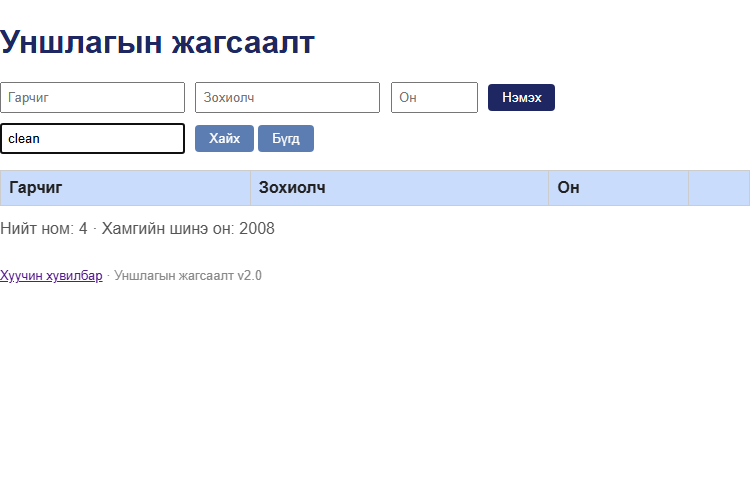 Уншлагын жагсаалт
Гарчиг Зохиолч Он Нэмэх
clean Хайх Бүгд
Гарчиг Зохиолч Он
Нийт ном: 4 · Хамгийн шинэ он: 2008
Хуучин хувилбар · Уншлагын жагсаалт v2.0